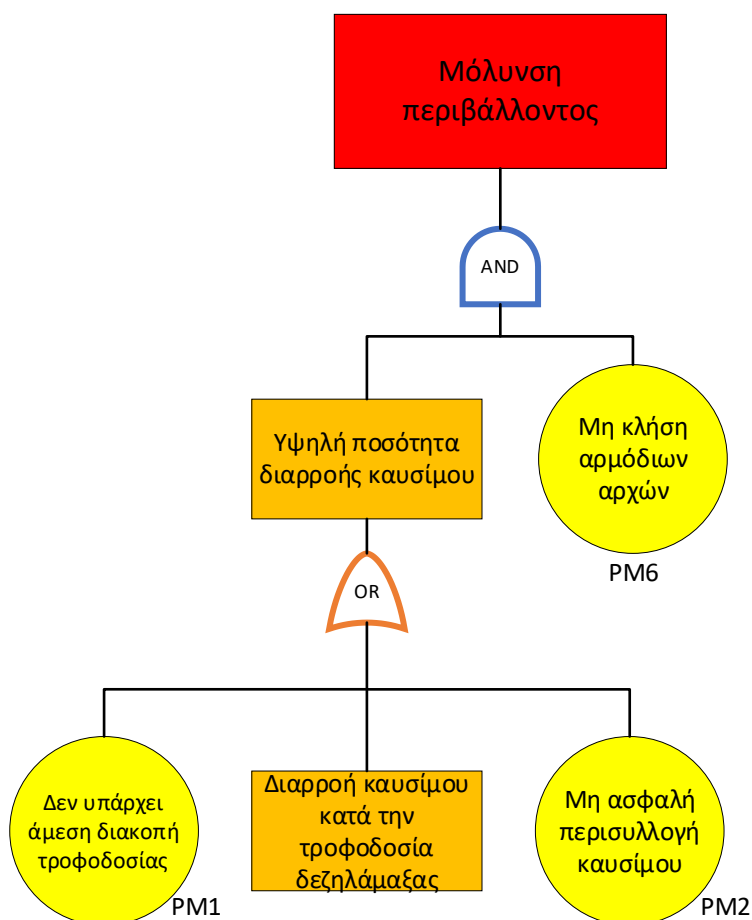 Μόλυνση
περιβάλλοντος
AND
Υψηλή ποσότητα
διαρροής καυσίμου
Μη κλήση
αρμόδιων
αρχών
PM6
OR
Δεν υπάρχει
άμεση διακοπή
τροφοδοσίας
PM1
Διαρροή καυσίμου
κατά την
τροφοδοσία
δεζηλάμαξας
Μη ασφαλή
περισυλλογή
καυσίμου
PM2